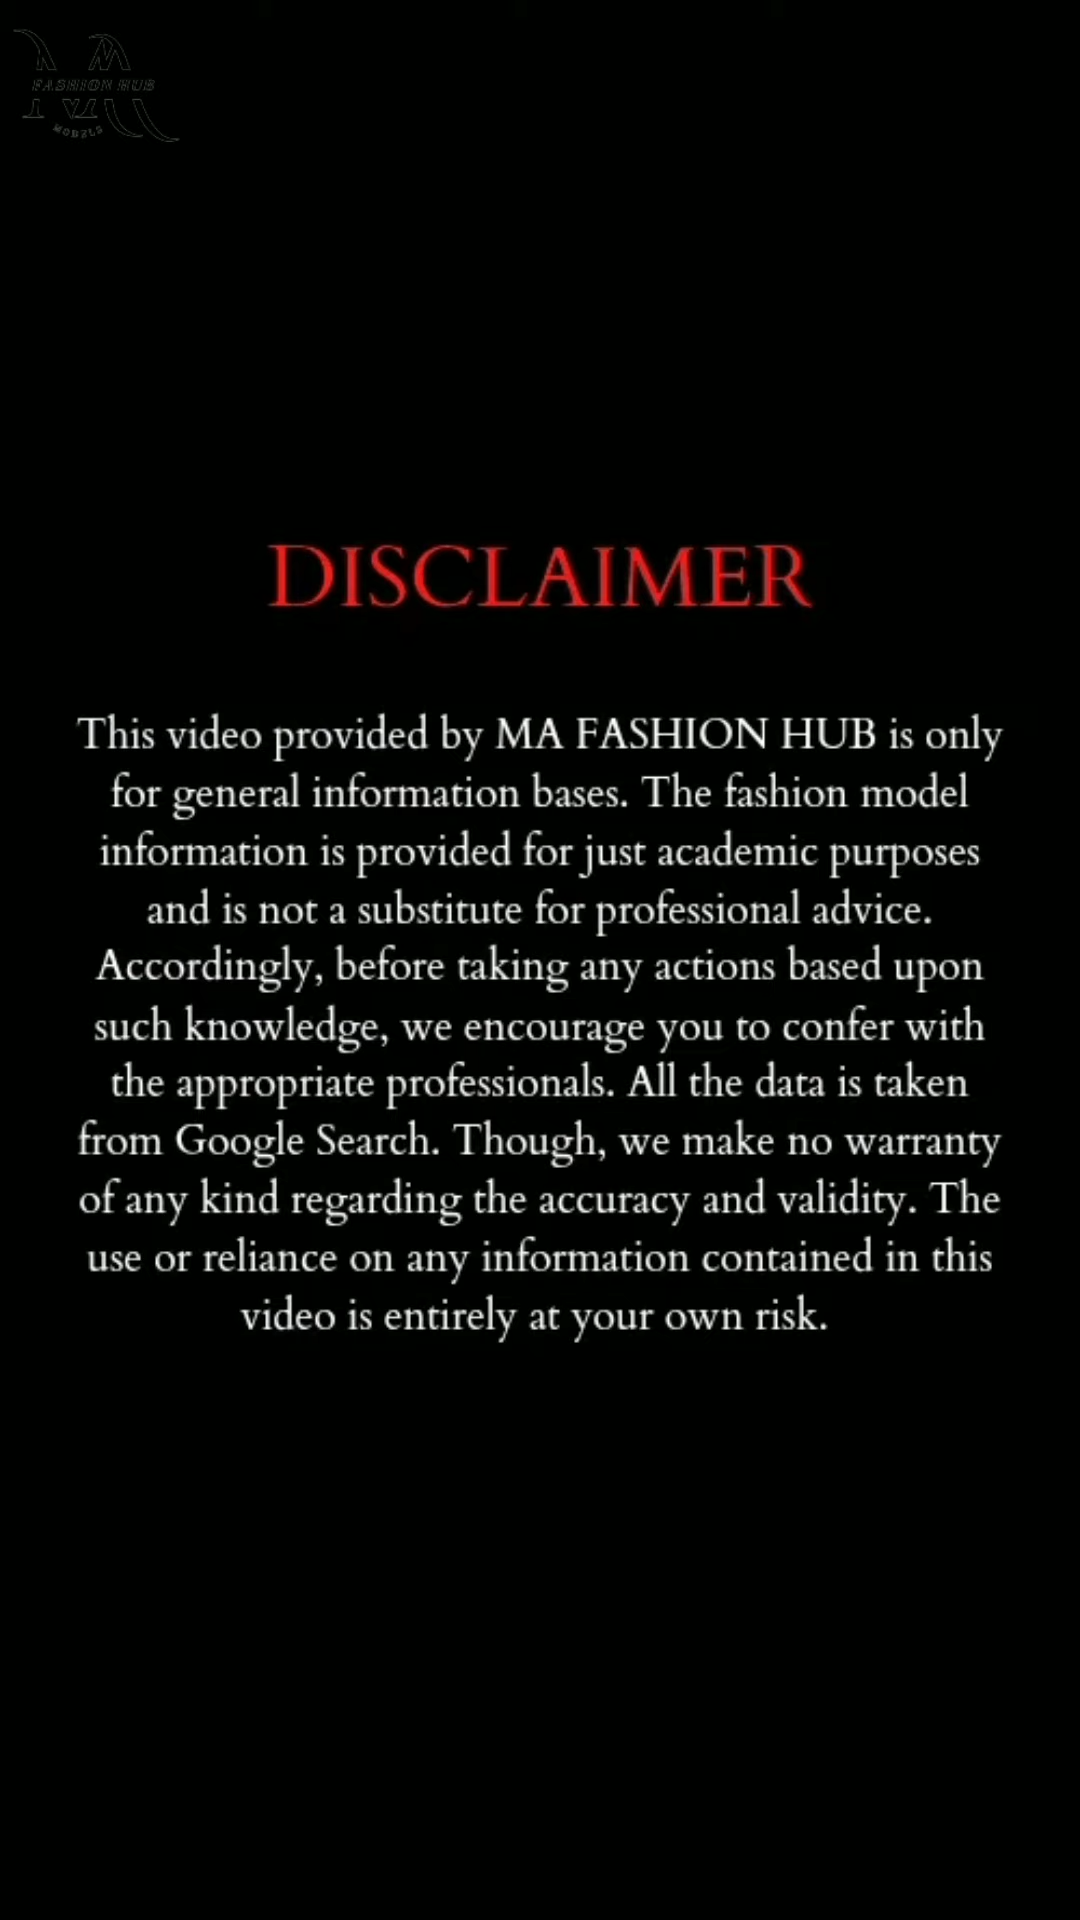 FASHION HUB
MODELS
DISCLAIMER
This video provided by MA FASHION HUB is only
for general information bases. The fashion model
information is provided for just academic purposes
and is not a substitute for professional advice.
Accordingly, before taking any actions based upon
such knowledge, we encourage you to confer with
the appropriate professionals. All the data is taken
from Google Search. Though, we make no warranty
of any kind regarding the accuracy and validity. The
use or reliance on any information contained in this
video is entirely at your own risk.